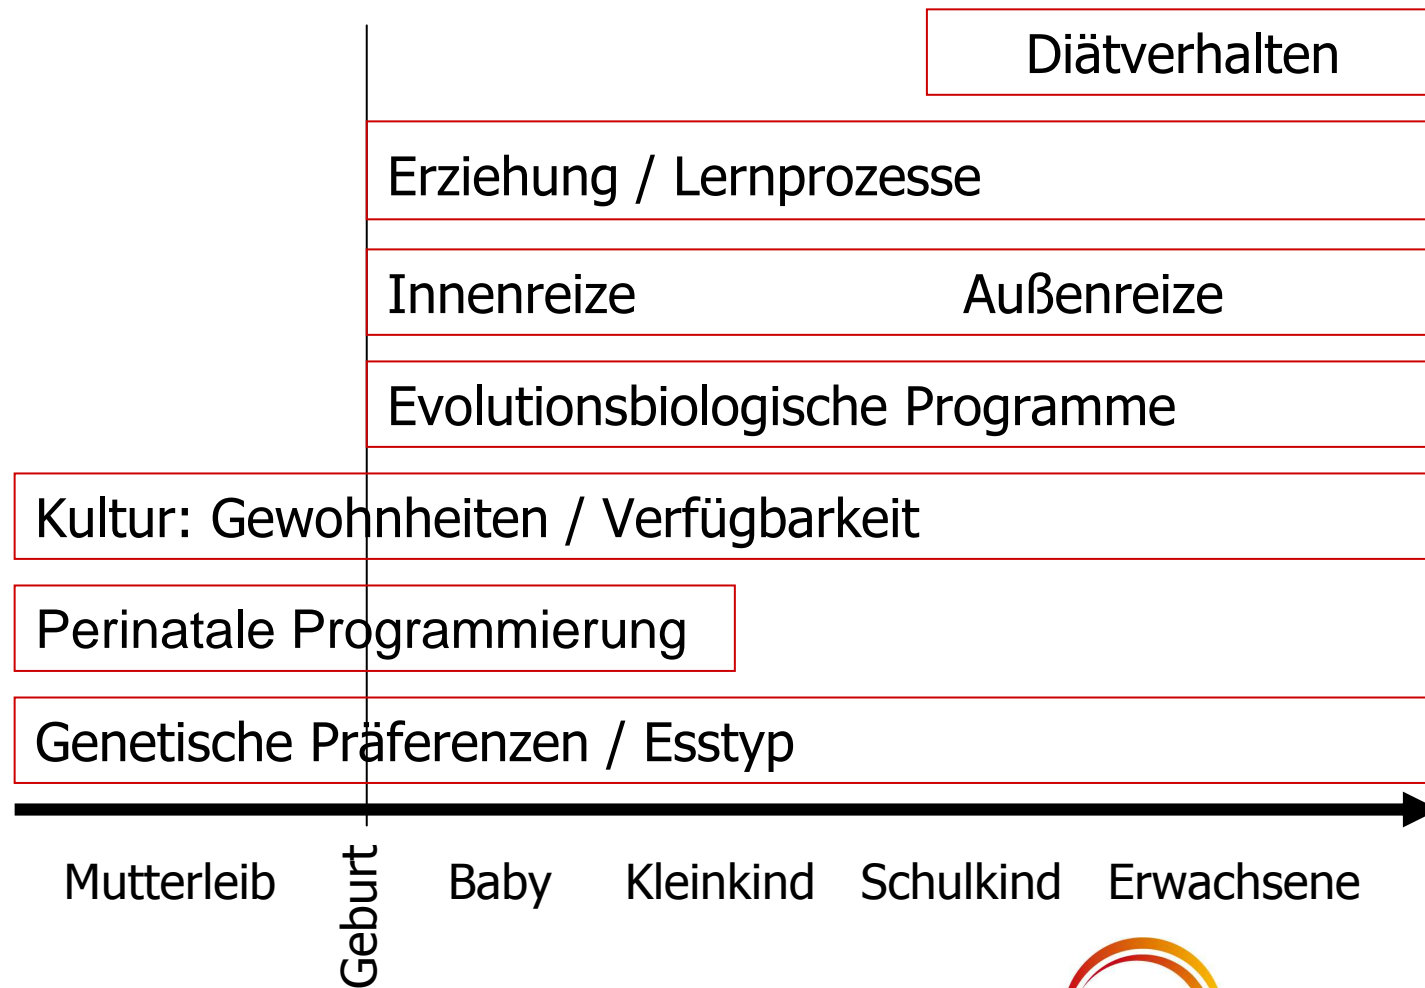 Diätverhalten
Erziehung / Lernprozesse
Innenreize Außenreize
Evolutionsbiologische Programme
Kultur: Gewohnheiten / Verfügbarkeit
Perinatale Programmierung
Genetische Präferenzen / Esstyp
Mutterleib Geburt Baby Kleinkind Schulkind Erwachsene